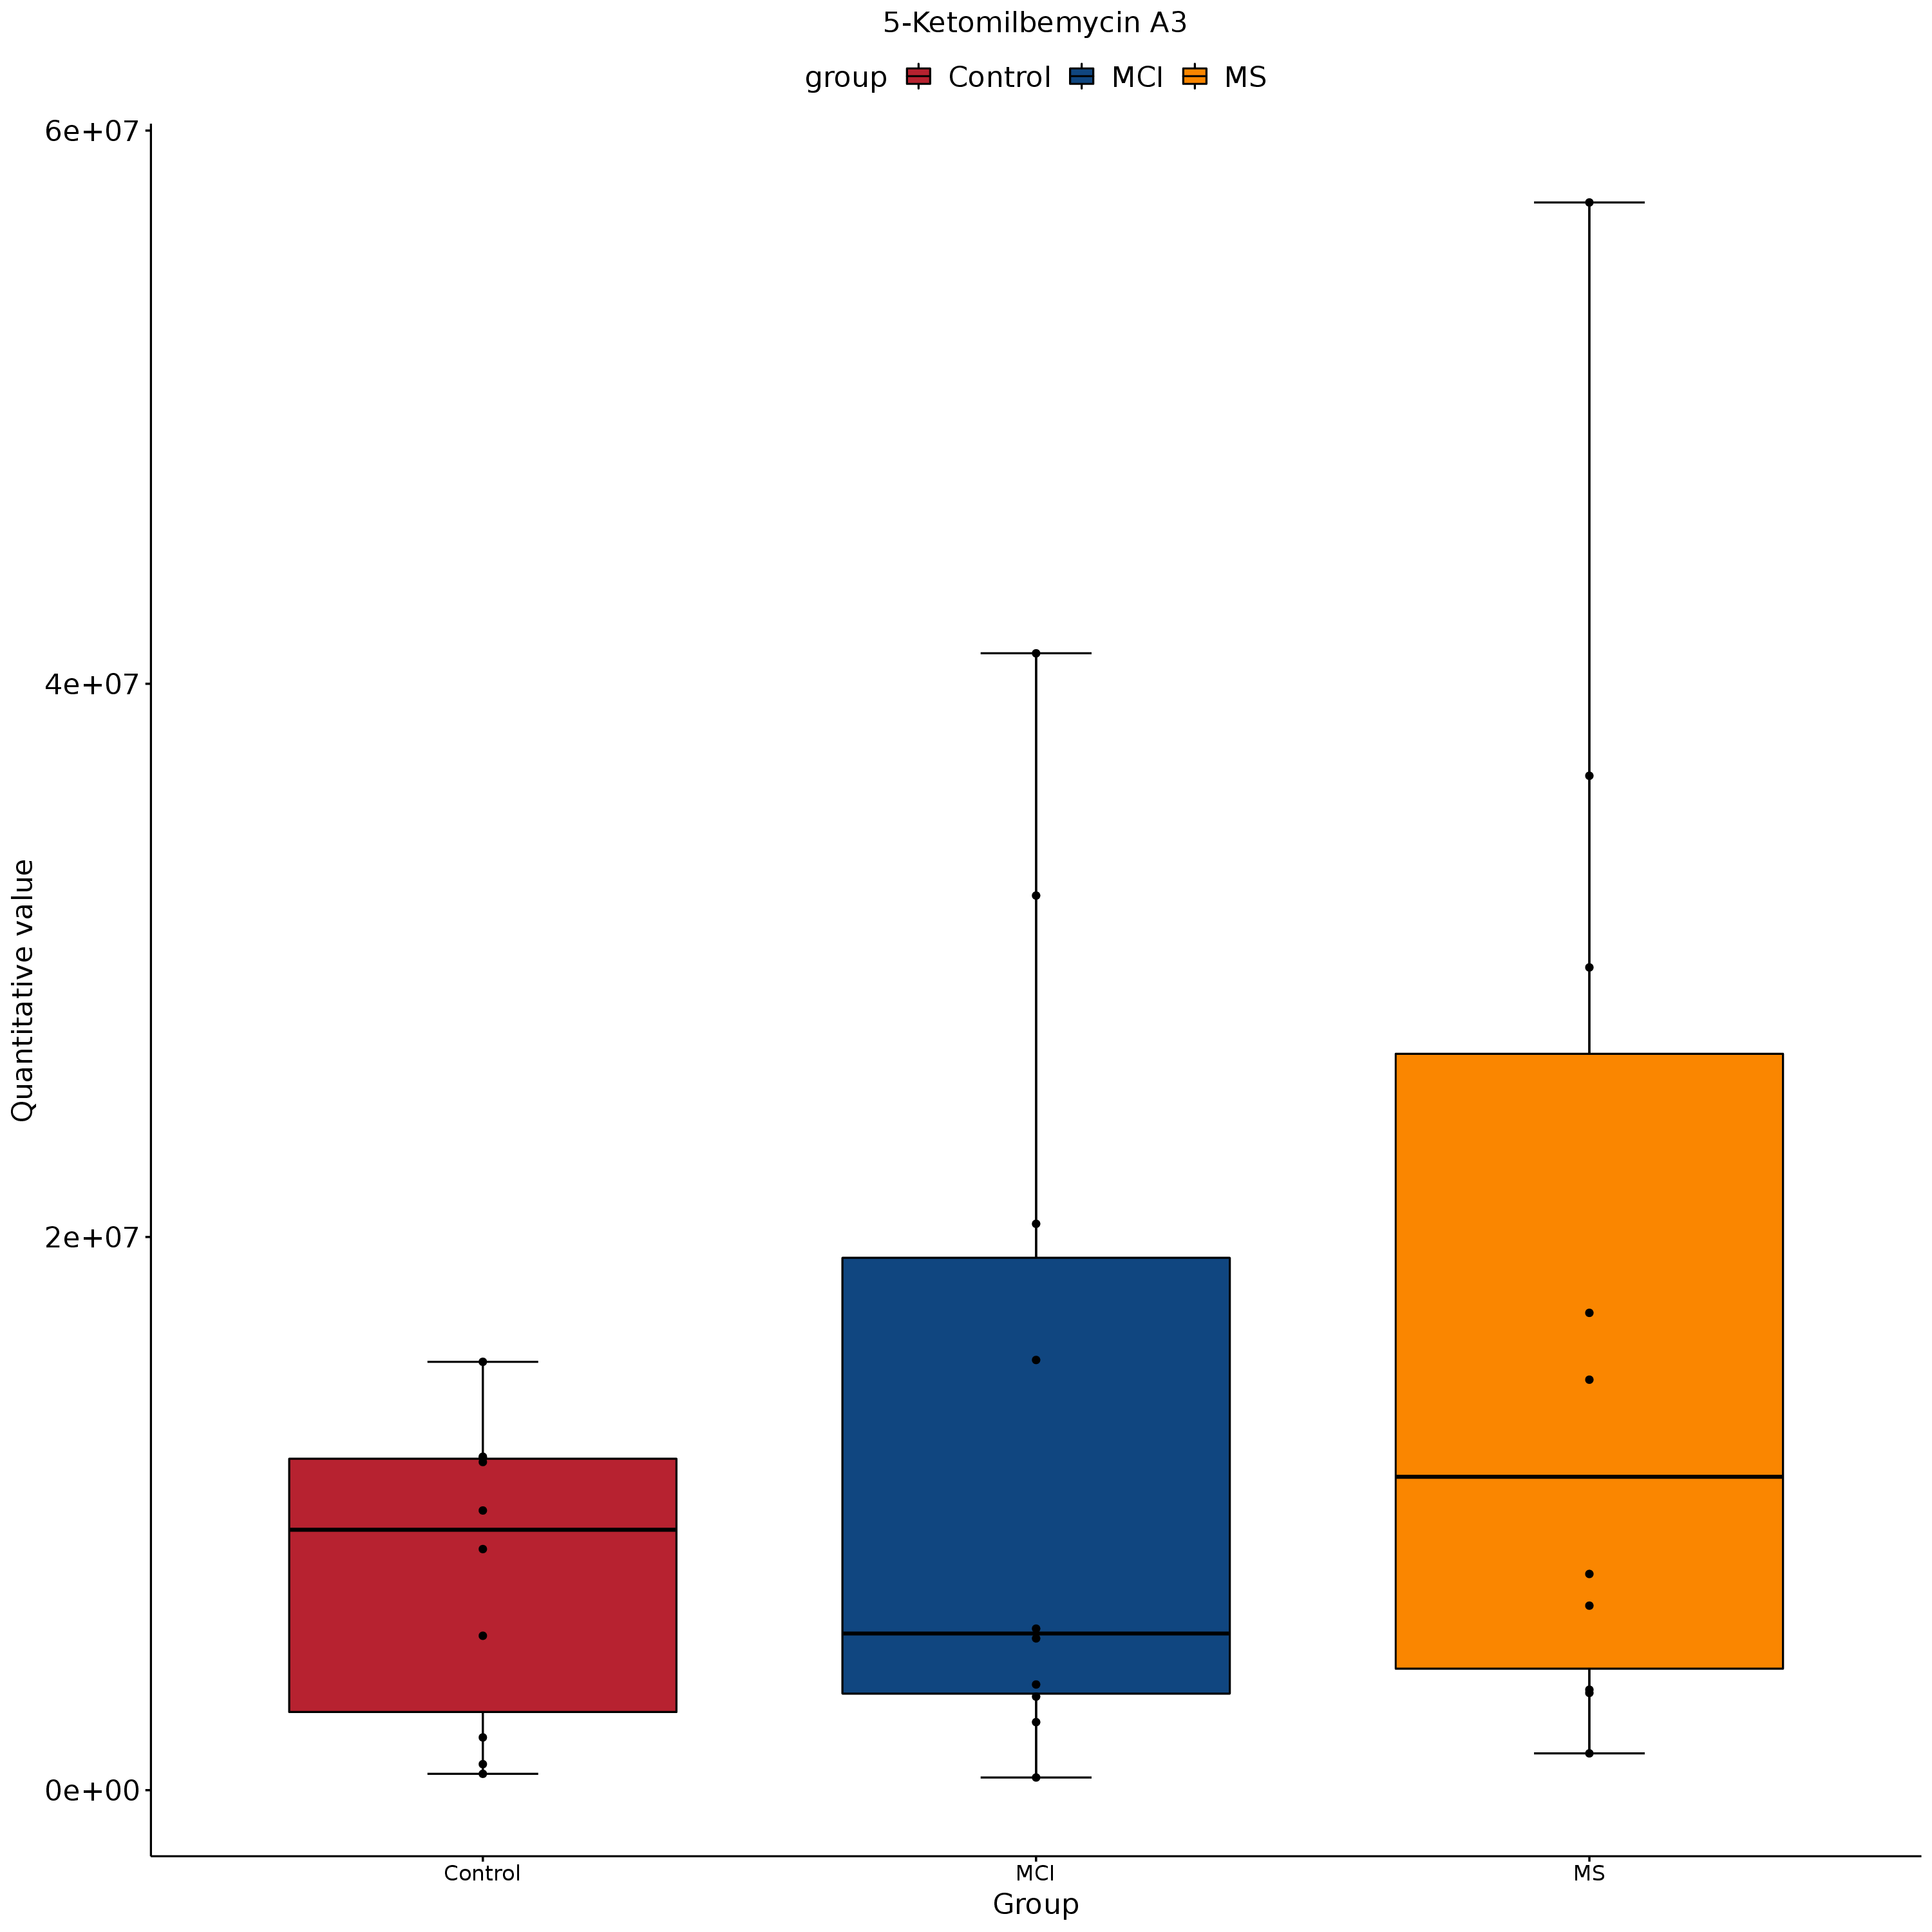 5-Ketomilbemycin A3
group Control MCI MS
6e+07
4e+07
2e+07
0e+00
Quantitative value
Control MCI MS
Group